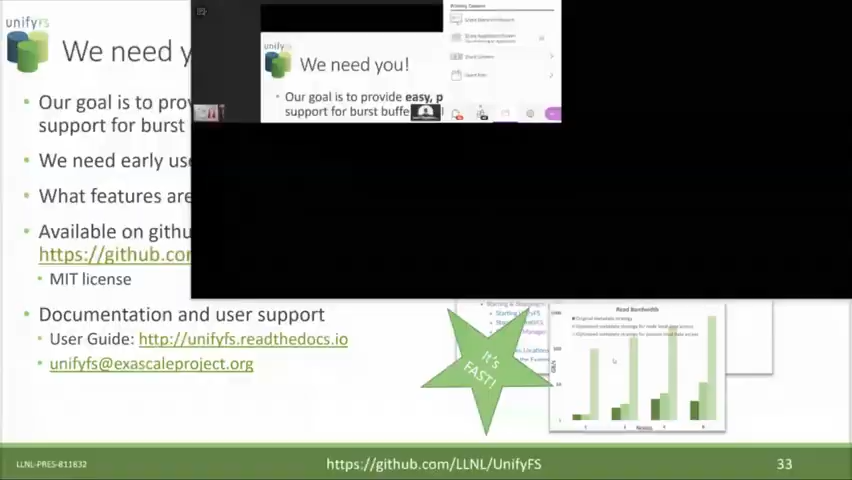 unifyFS
We need y
Our goal is to prov
support for burst
We need early use
What features are
Available on githu
https://github.cor
MIT license
Documentation and user support
User Guide: http://unifyfs.readthedocs.io
unifyfs@exascaleproject.org
unifyFS
We need you!
Our goal is to provide easy, p
support for burst buffe
It's
FAST!
Read Bandwidth
LLNL-PRES-811632
https://github.com/LLNL/UnifyFS
33